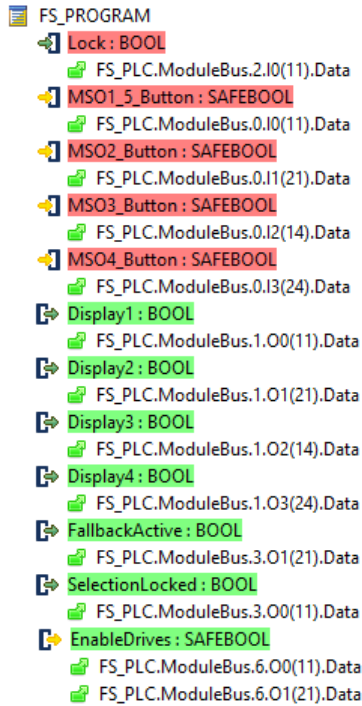 FS_PROGRAM
Lock : BOOL
FS_PLC.ModuleBus.2.I0(11).Data
MSO1_5_Button : SAFEBOOL
FS_PLC.ModuleBus.0.I0(11).Data
MSO2_Button : SAFEBOOL
FS_PLC.ModuleBus.0.I1(21).Data
MSO3_Button : SAFEBOOL
FS_PLC.ModuleBus.0.I2(14).Data
MSO4_Button : SAFEBOOL
FS_PLC.ModuleBus.0.I3(24).Data
Display1 : BOOL
FS_PLC.ModuleBus.1.O0(11).Data
Display2 : BOOL
FS_PLC.ModuleBus.1.O1(21).Data
Display3 : BOOL
FS_PLC.ModuleBus.1.O2(14).Data
Display4 : BOOL
FS_PLC.ModuleBus.1.O3(24).Data
FallbackActive : BOOL
FS_PLC.ModuleBus.3.O1(21).Data
SelectionLocked : BOOL
FS_PLC.ModuleBus.3.O0(11).Data
EnableDrives : SAFEBOOL
FS_PLC.ModuleBus.6.O0(11).Data
FS_PLC.ModuleBus.6.O1(21).Data